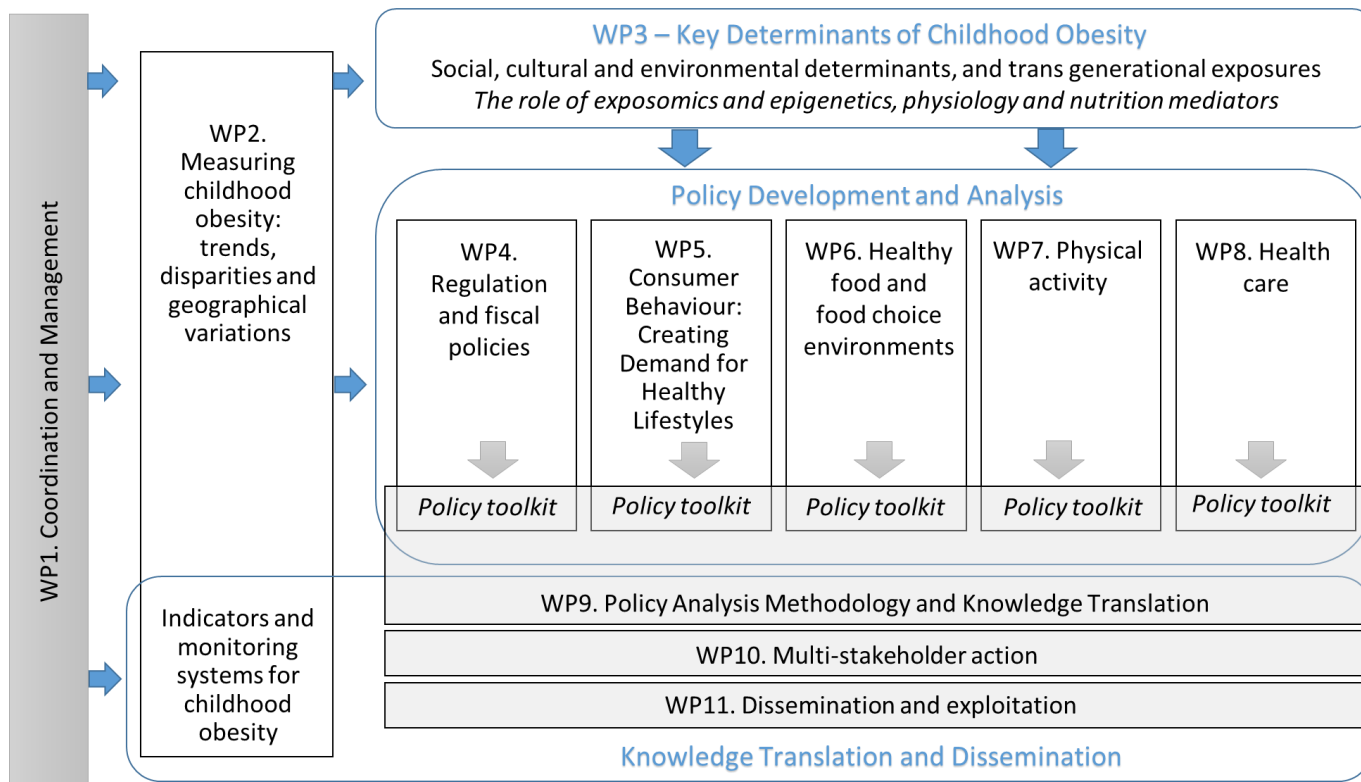 WP1. Coordination and Management
WP2.
Measuring
childhood
obesity:
trends,
disparities and
geographical
variations
Indicators and
monitoring
systems for
childhood
obesity
WP3 – Key Determinants of Childhood Obesity
Social, cultural and environmental determinants, and trans generational exposures
The role of exposomics and epigenetics, physiology and nutrition mediators
Policy Development and Analysis
WP4.
Regulation
and fiscal
policies
Policy toolkit
WP5.
Consumer
Behaviour:
Creating
Demand for
Healthy
Lifestyles
Policy toolkit
WP6. Healthy
food and
food choice
environments
Policy toolkit
WP7. Physical
activity
Policy toolkit
WP8. Health
care
Policy toolkit
WP9. Policy Analysis Methodology and Knowledge Translation
WP10. Multi-stakeholder action
WP11. Dissemination and exploitation
Knowledge Translation and Dissemination